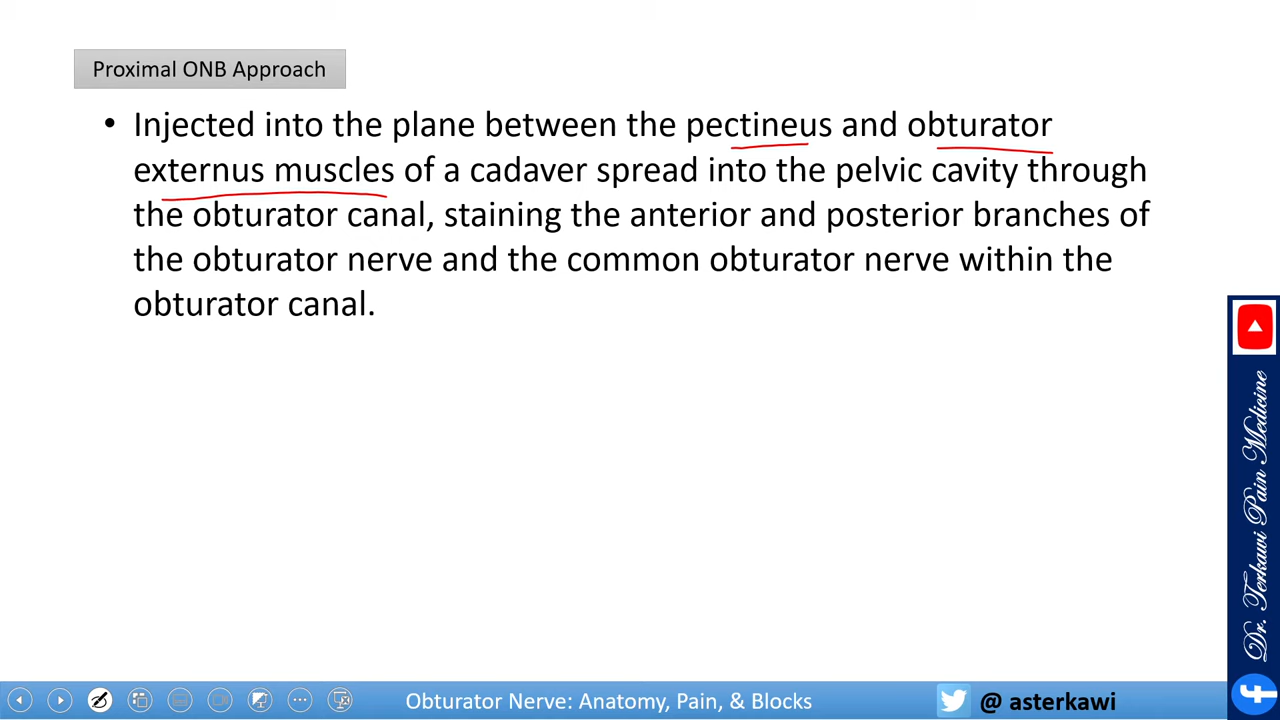 Proximal ONB Approach
• Injected into the plane between the pectineus and obturator
externus muscles of a cadaver spread into the pelvic cavity through
the obturator canal, staining the anterior and posterior branches of
the obturator nerve and the common obturator nerve within the
obturator canal.
Dr. Terkawi Pain Medicine
Obturator Nerve: Anatomy, Pain, & Blocks
@ asterkawi